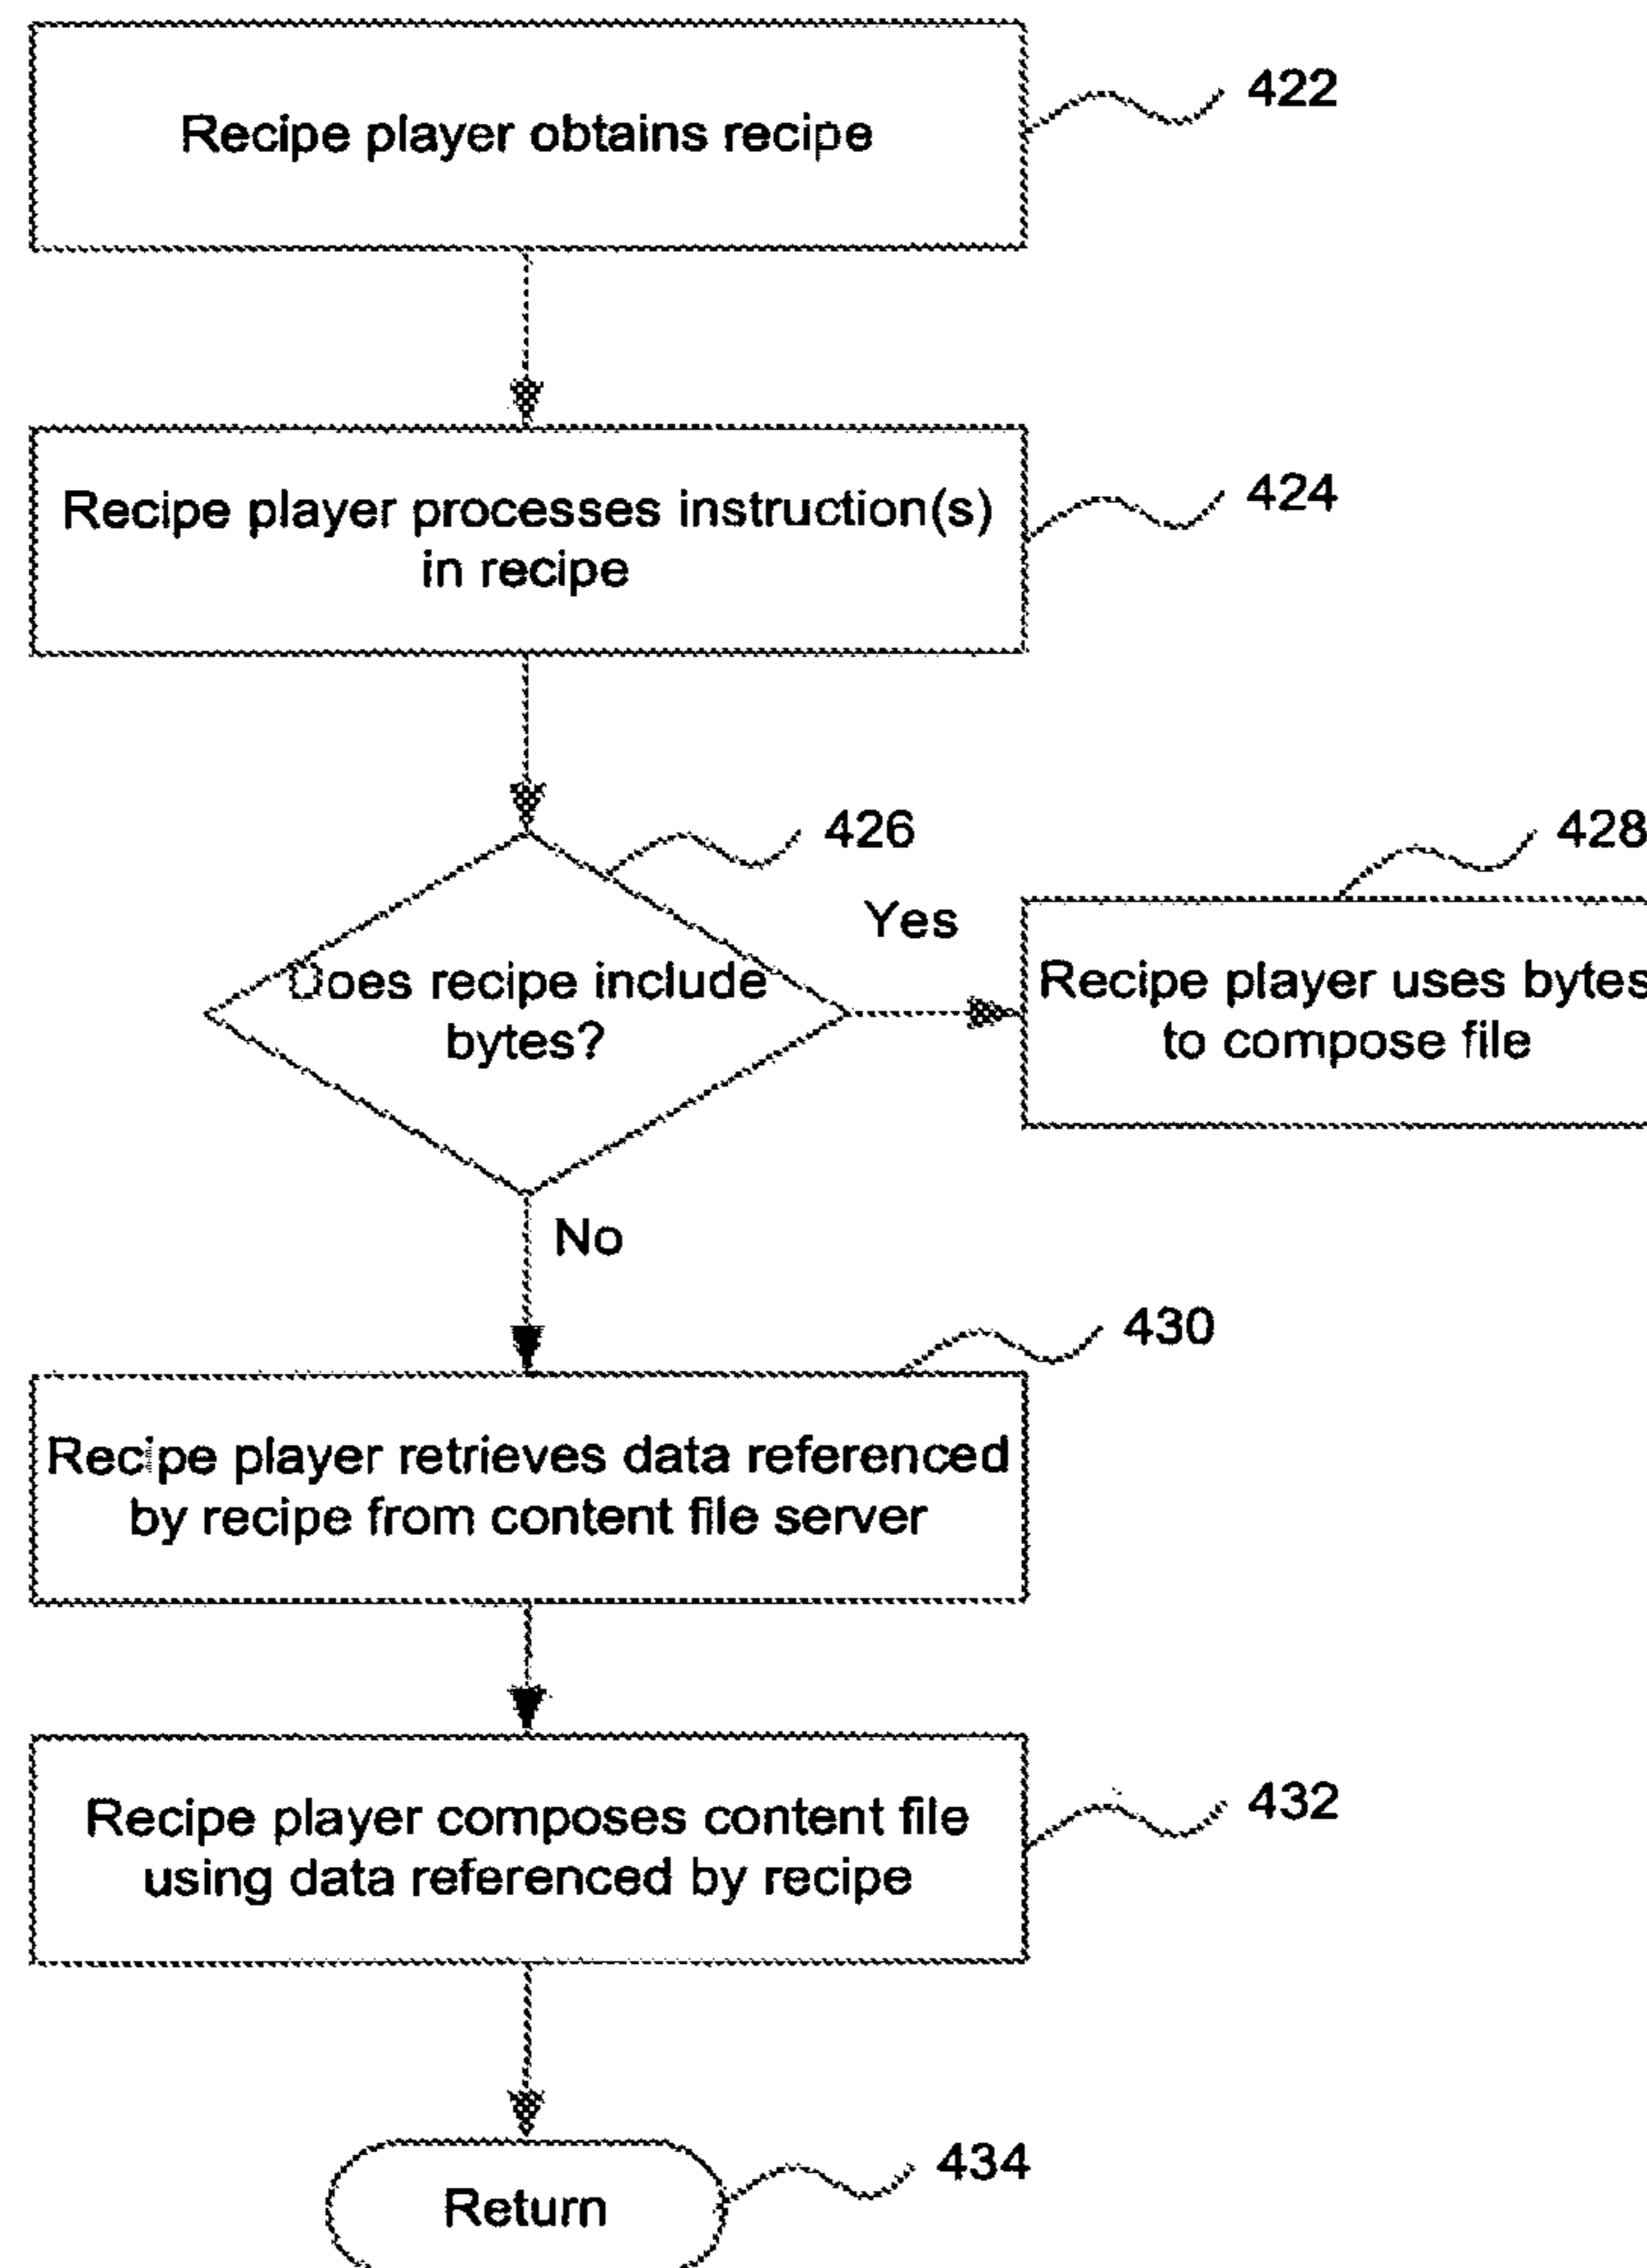 Recipe player obtains recipe
422
Recipe player processes instruction(s)
in recipe
424
426
Does recipe include
bytes?
Yes
428
Recipe player uses bytes
to compose file
No
430
Recipe player retrieves data referenced
by recipe from content file server
Recipe player composes content file
using data referenced by recipe
432
Return
434